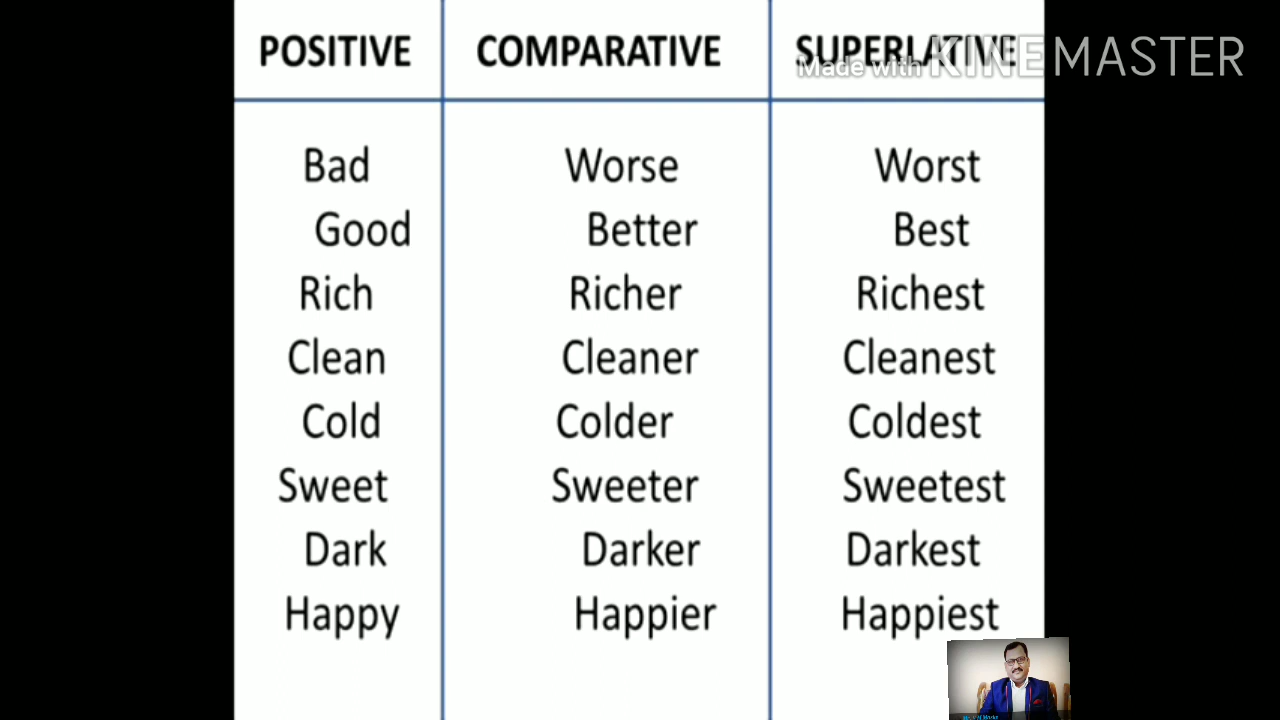 POSITIVE COMPARATIVE SUPERLATIVE
Made with KINEMASTER
Bad Worse Worst
Good Better Best
Rich Richer Richest
Clean Cleaner Cleanest
Cold Colder Coldest
Sweet Sweeter Sweetest
Dark Darker Darkest
Happy Happier Happiest